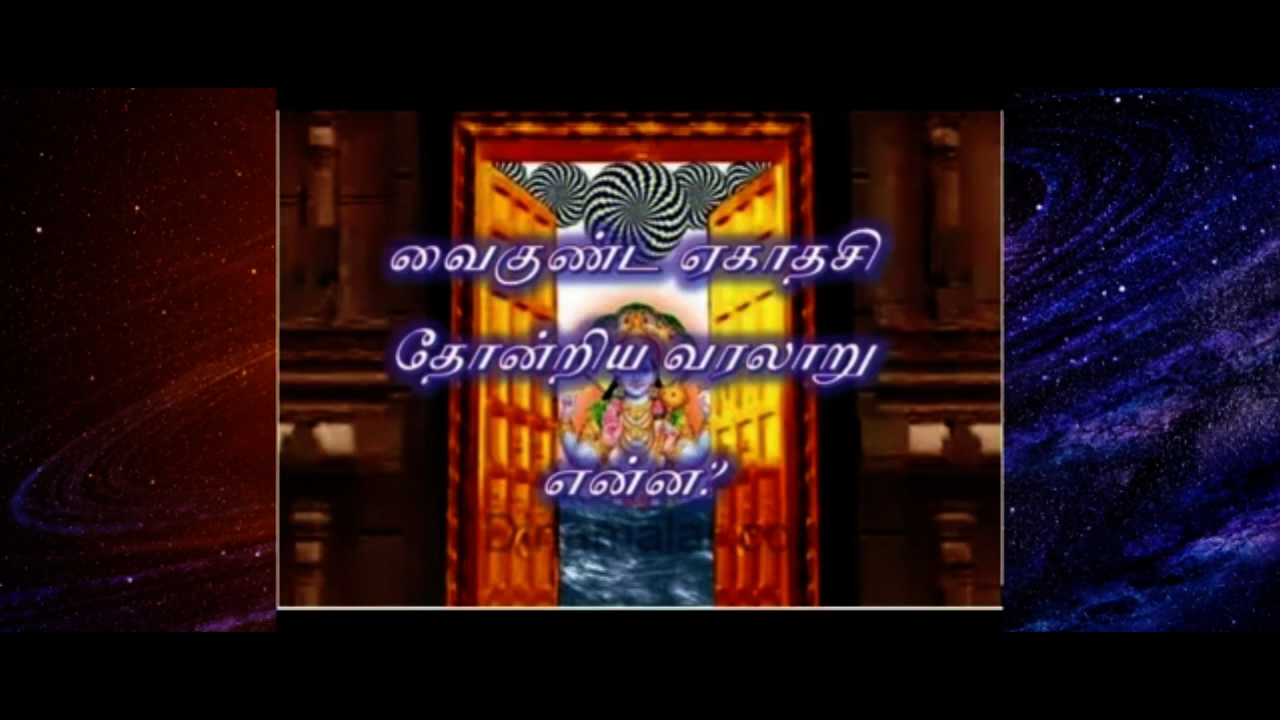 வைகுண்ட ஏகாதசி
தோன்றிய வரலாறு
என்ன?